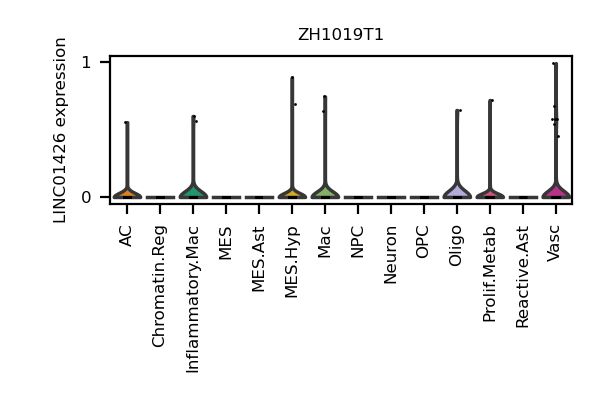 ZH1019T1
LINC01426 expression
1
0
AC
Chromatin.Reg
Inflammatory.Mac
MES
MES.Ast
MES.Hyp
Mac
NPC
Neuron
OPC
Oligo
Prolif.Metab
Reactive.Ast
Vasc